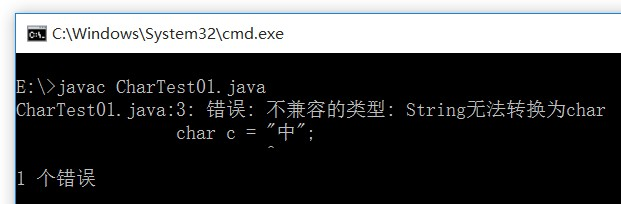 C:\Windows\System32\cmd.exe
E:\>javac CharTest01.java
CharTest01.java:3: 错误: 不兼容的类型: String无法转换为char
char c = "中";
^
1 个错误